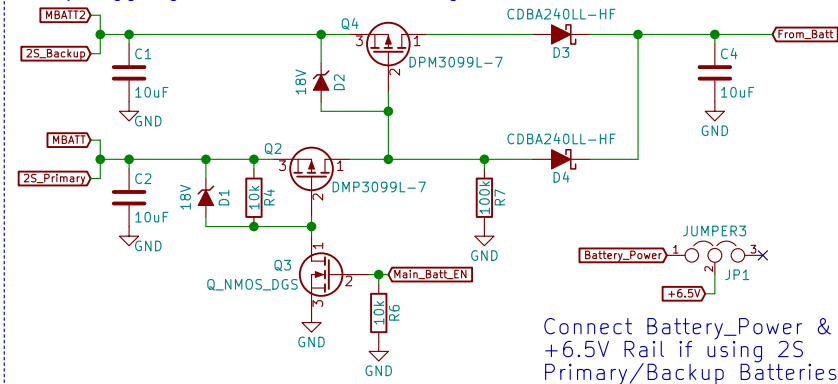 MBATT2
2S_Backup
C1
10uF
GND
18V
D2
Q4
3
1
2
DPM3099L-7
CDBA240LL-HF
D3
From_Batt
C4
10uF
GND
MBATT
2S_Primary
C2
10uF
GND
18V
D1
10k
R4
Q2
3
1
2
DMP3099L-7
100k
R7
GND
CDBA240LL-HF
D4
Q3
Q_NMOS_DGS
1
2
3
GND
Main_Batt_EN
10k
R6
GND
JUMPER3
Battery_Power
1
2
3
JP1
+6.5V
Connect Battery_Power &
+6.5V Rail if using 2S
Primary/Backup Batteries